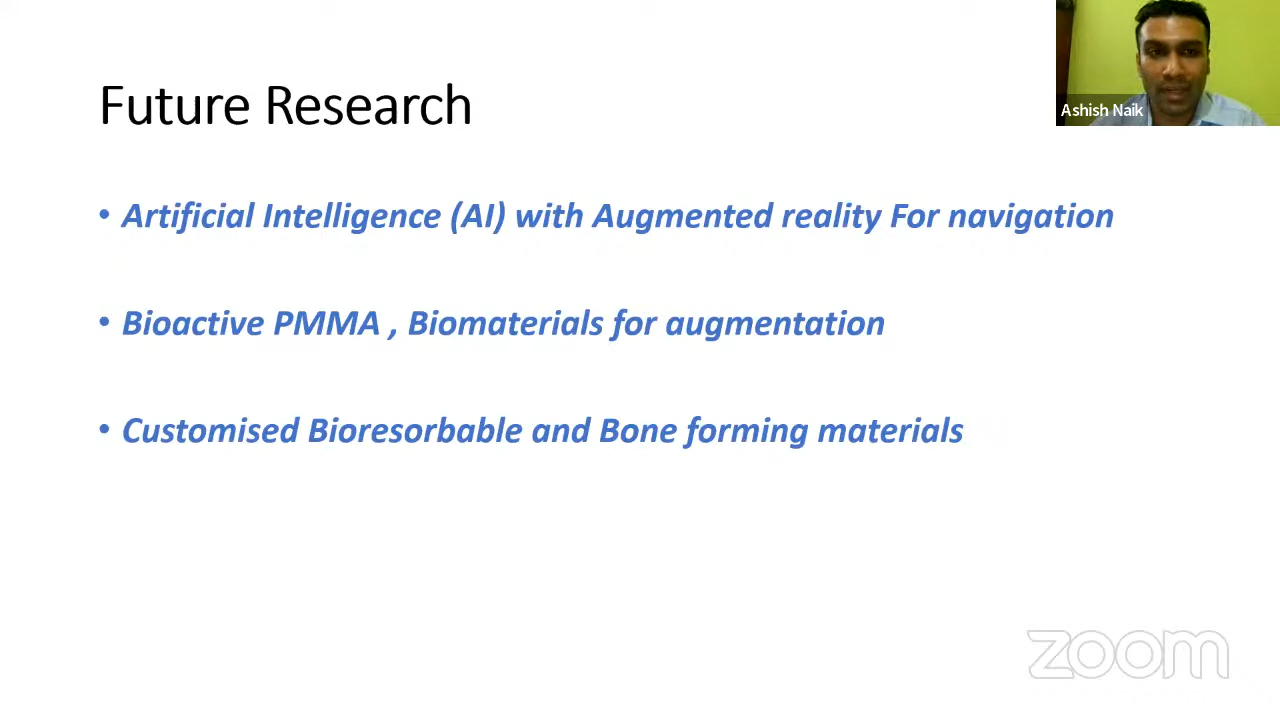 Future Research
Ashish Naik
• Artificial Intelligence (AI) with Augmented reality For navigation
• Bioactive PMMA , Biomaterials for augmentation
• Customised Bioresorbable and Bone forming materials
zoom